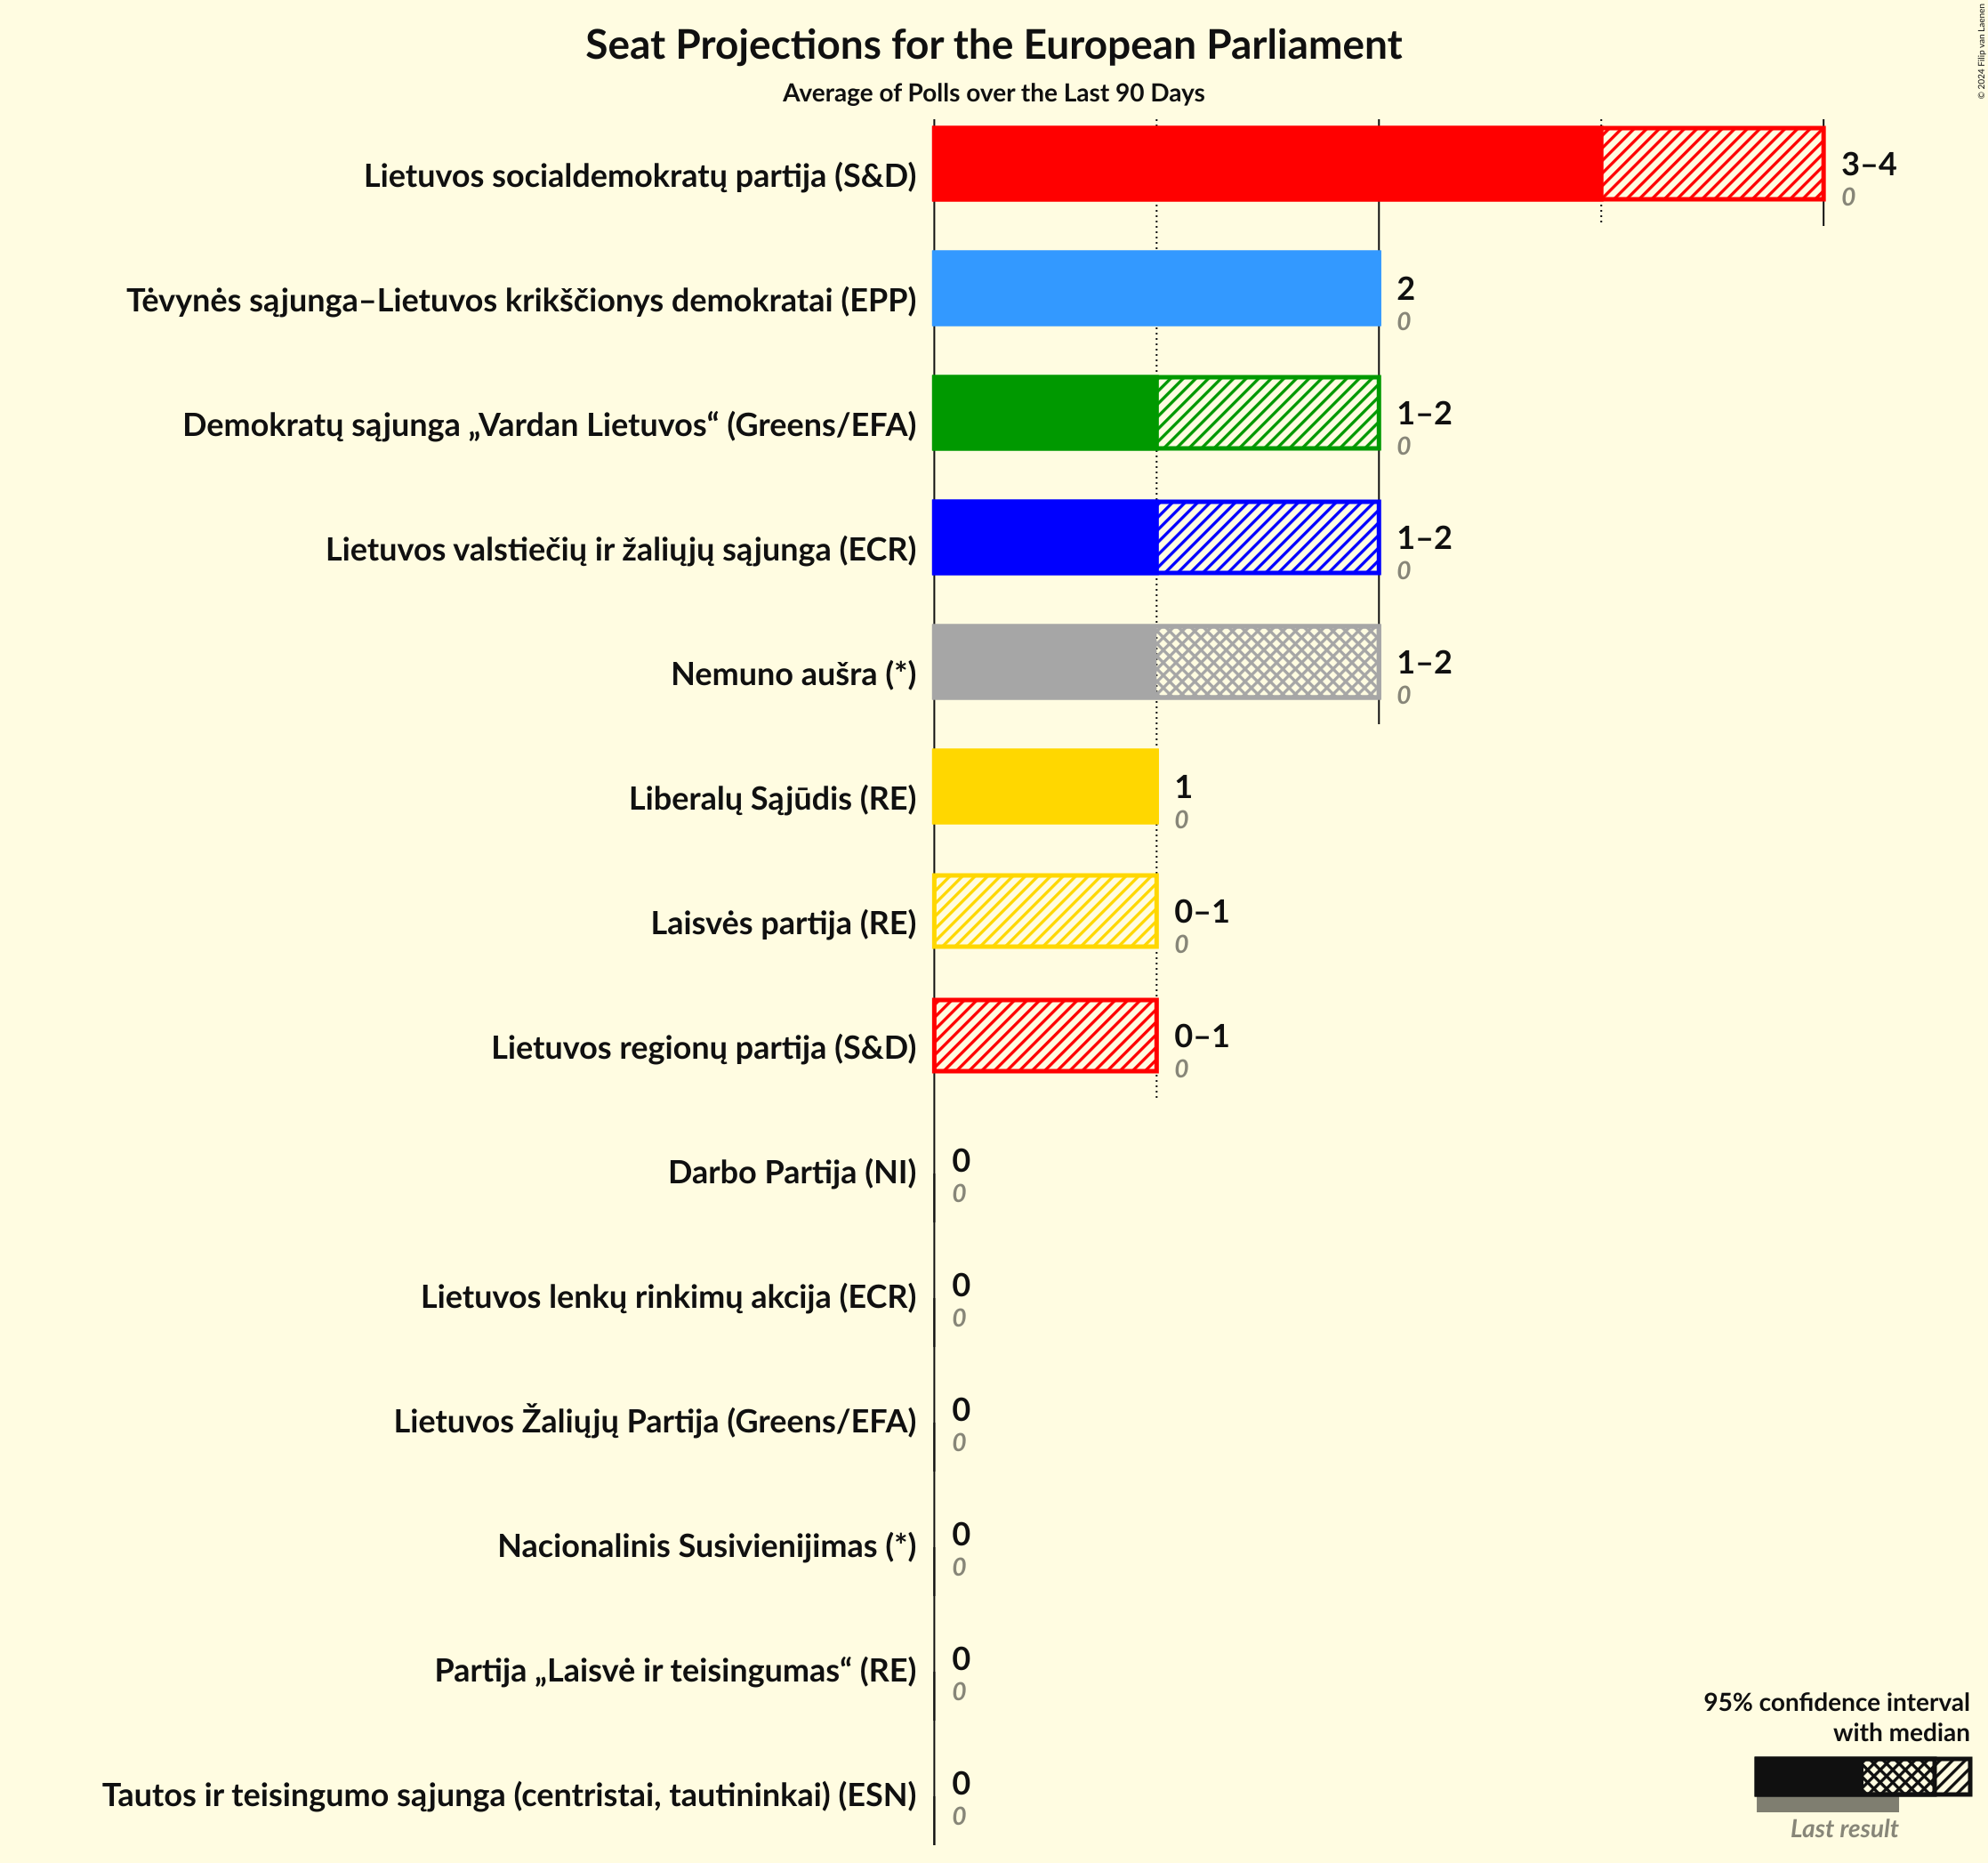 © 2024 Filip van Laenen
Seat Projections for the European Parliament
Average of Polls over the Last 90 Days
Lietuvos socialdemokratų partija (S&D)
3–4
0
Tėvynės sąjunga–Lietuvos krikščionys demokratai (EPP)
2
0
Demokratų sąjunga „Vardan Lietuvos“ (Greens/EFA)
1–2
0
Lietuvos valstiečių ir žaliųjų sąjunga (ECR)
1–2
0
Nemuno aušra (*)
1–2
0
Liberalų Sąjūdis (RE)
1
0
Laisvės partija (RE)
0–1
0
Lietuvos regionų partija (S&D)
0–1
0
Darbo Partija (NI)
0
0
Lietuvos lenkų rinkimų akcija (ECR)
0
0
Lietuvos Žaliųjų Partija (Greens/EFA)
0
0
Nacionalinis Susivienijimas (*)
0
0
Partija „Laisvė ir teisingumas“ (RE)
0
0
Tautos ir teisingumo sąjunga (centristai, tautininkai) (ESN)
0
0
95% confidence interval
with median
Last result